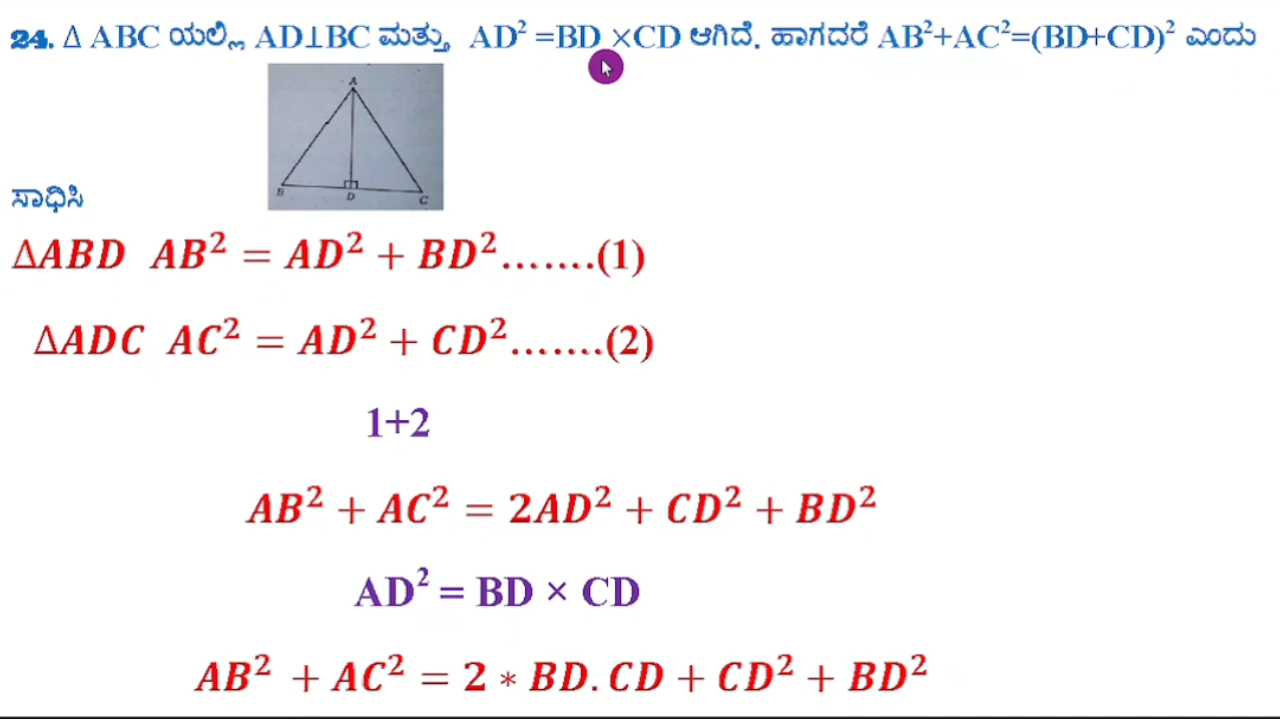 24. Δ ABC ಯಲ್ಲಿ AD⊥BC ಮತ್ತು AD² =BD ×CD ಆಗಿದೆ. ಹಾಗದರೆ AB²+AC²=(BD+CD)² ಎಂದು
A
B
D
C
ಸಾಧಿಸಿ
ΔABD AB² = AD² + BD².......(1)
ΔADC AC² = AD² + CD².......(2)
1+2
AB² + AC² = 2AD² + CD² + BD²
AD² = BD × CD
AB² + AC² = 2 * BD. CD + CD² + BD²